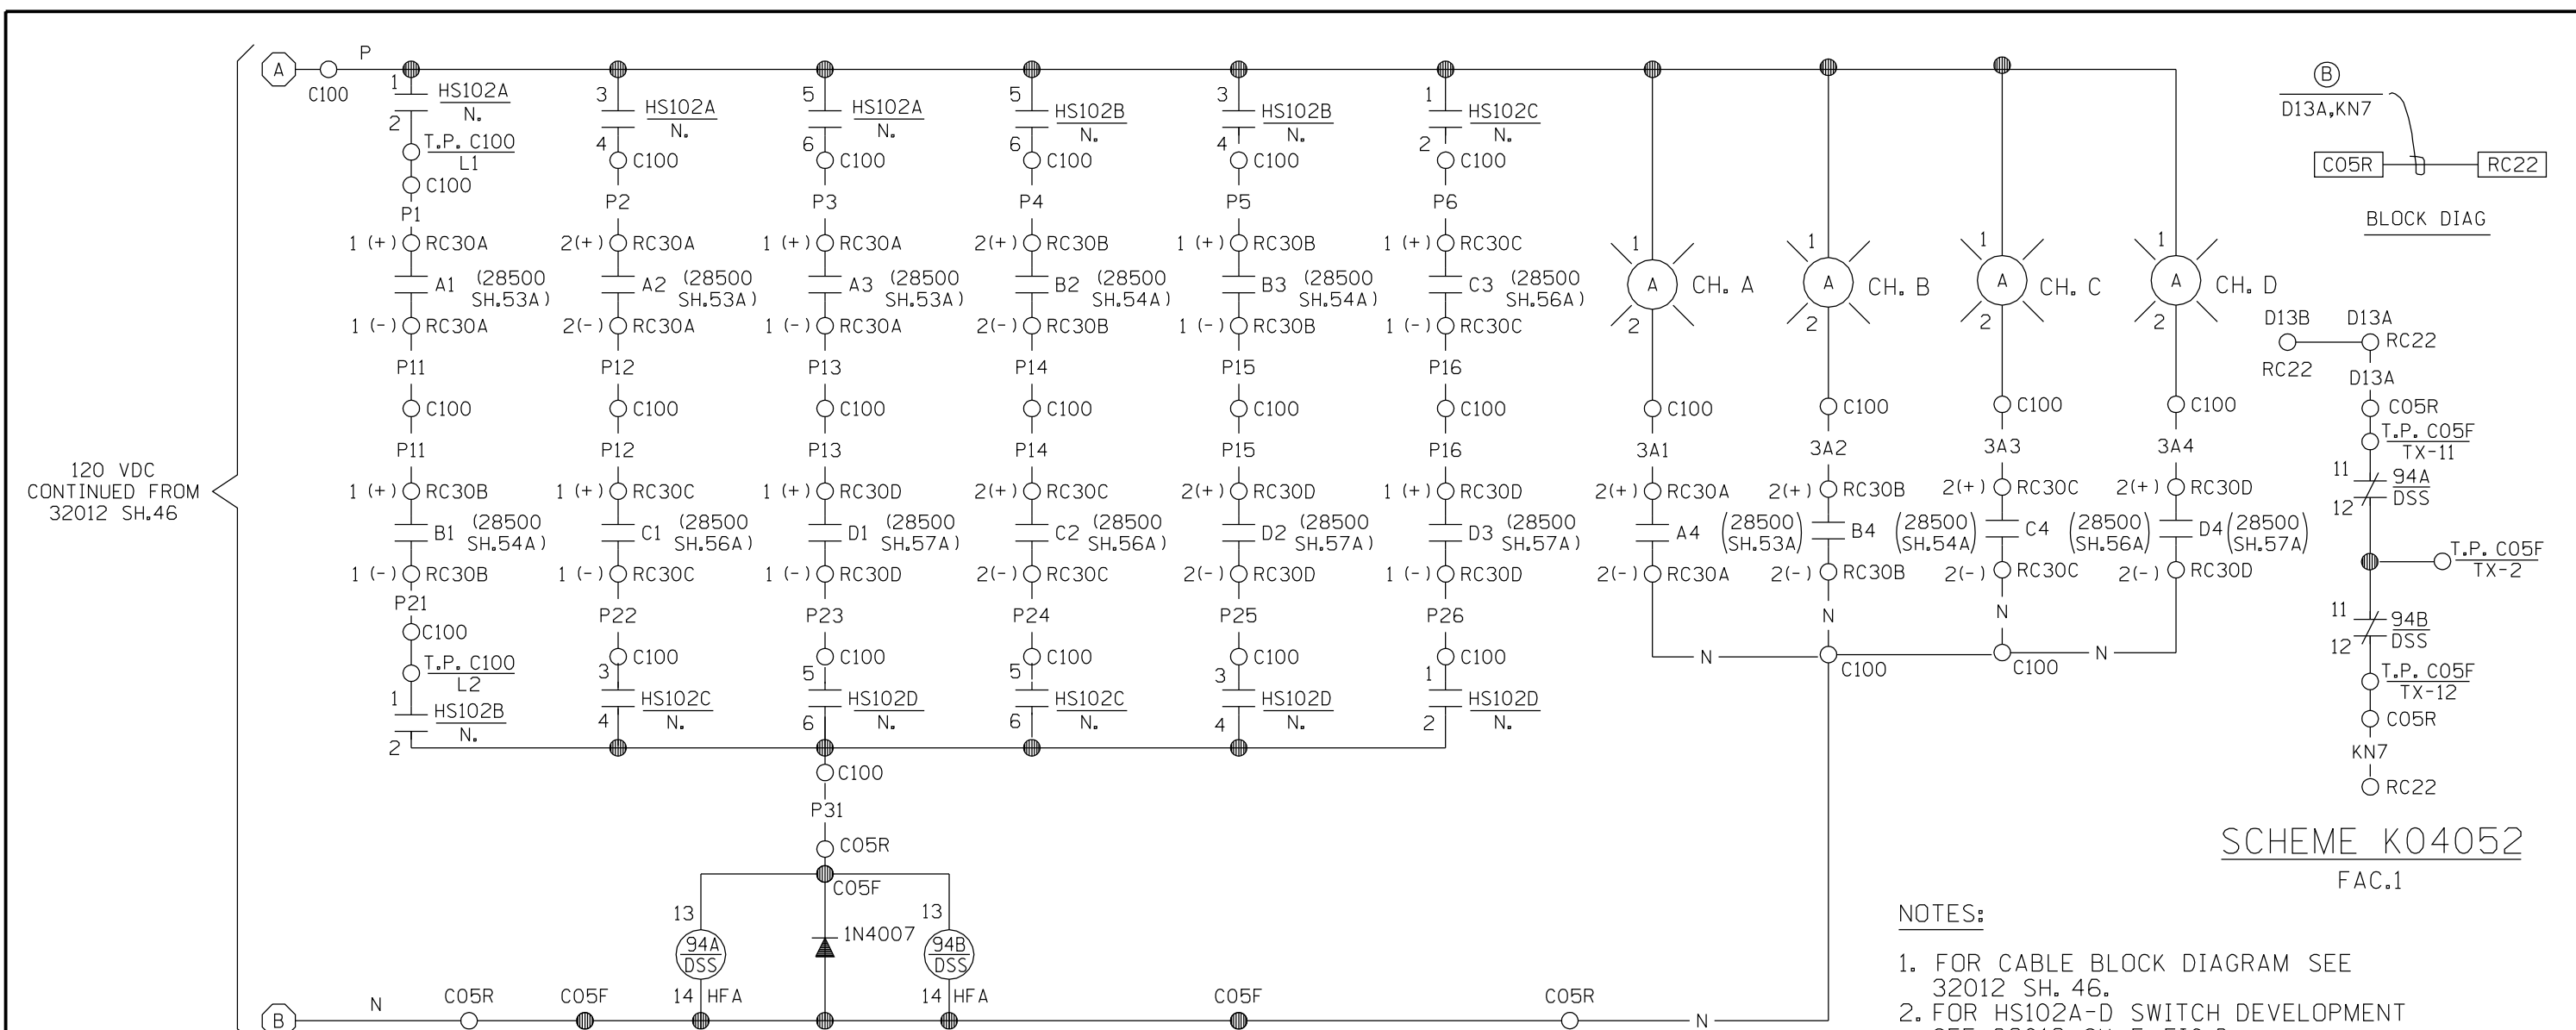 A P
C100
120 VDC
CONTINUED FROM
32012 SH.46
1 HS102A
2 N.
T.P. C100
L1
C100
P1
1 (+) RC30A
A1 (28500
SH.53A)
1 (-) RC30A
P11
C100
P11
1 (+) RC30B
B1 (28500
SH.54A)
1 (-) RC30B
P21
C100
T.P. C100
L2
1 HS102B
2 N.
3 HS102A
4 N.
C100
P2
2(+) RC30A
A2 (28500
SH.53A)
2(-) RC30A
P12
C100
P12
1 (+) RC30C
C1 (28500
SH.56A)
1 (-) RC30C
P22
C100
3 HS102C
4 N.
5 HS102A
6 N.
C100
P3
1 (+) RC30A
A3 (28500
SH.53A)
1 (-) RC30A
P13
C100
P13
1 (+) RC30D
D1 (28500
SH.57A)
1 (-) RC30D
P23
C100
5 HS102D
6 N.
5 HS102B
6 N.
C100
P4
2(+) RC30B
B2 (28500
SH.54A)
2(-) RC30B
P14
C100
P14
2(+) RC30C
C2 (28500
SH.56A)
2(-) RC30C
P24
C100
5 HS102C
6 N.
3 HS102B
4 N.
C100
P5
1 (+) RC30B
B3 (28500
SH.54A)
1 (-) RC30B
P15
C100
P15
2(+) RC30D
D2 (28500
SH.57A)
2(-) RC30D
P25
C100
3 HS102D
4 N.
1 HS102C
2 N.
C100
P6
1 (+) RC30C
C3 (28500
SH.56A)
1 (-) RC30C
P16
C100
P16
1 (+) RC30D
D3 (28500
SH.57A)
1 (-) RC30D
P26
C100
1 HS102D
2 N.
1
A CH. A
2
C100
3A1
2(+) RC30A
A4 (28500
SH.53A)
2(-) RC30A
N
1
A CH. B
2
C100
3A2
2(+) RC30B
B4 (28500
SH.54A)
2(-) RC30B
N
C100
1
A CH. C
2
C100
3A3
2(+) RC30C
C4 (28500
SH.56A)
2(-) RC30C
N
C100
1
A CH. D
2
C100
3A4
2(+) RC30D
D4 (28500
SH.57A)
2(-) RC30D
N
C100
P31
C05R
C05F
13 94A
DSS
14 HFA
1N4007
13 94B
DSS
14 HFA
B N C05R C05F C05F C05R N
B
D13A,KN7
C05R RC22
BLOCK DIAG
D13B D13A
RC22
RC22
D13A
C05R
T.P. C05F
TX-11
11 94A
12 DSS
T.P. C05F
TX-2
11 94B
12 DSS
T.P. C05F
TX-12
C05R
KN7
RC22
SCHEME K04052
FAC.1
NOTES:
1. FOR CABLE BLOCK DIAGRAM SEE
32012 SH. 46.
2. FOR HS102A-D SWITCH DEVELOPMENT